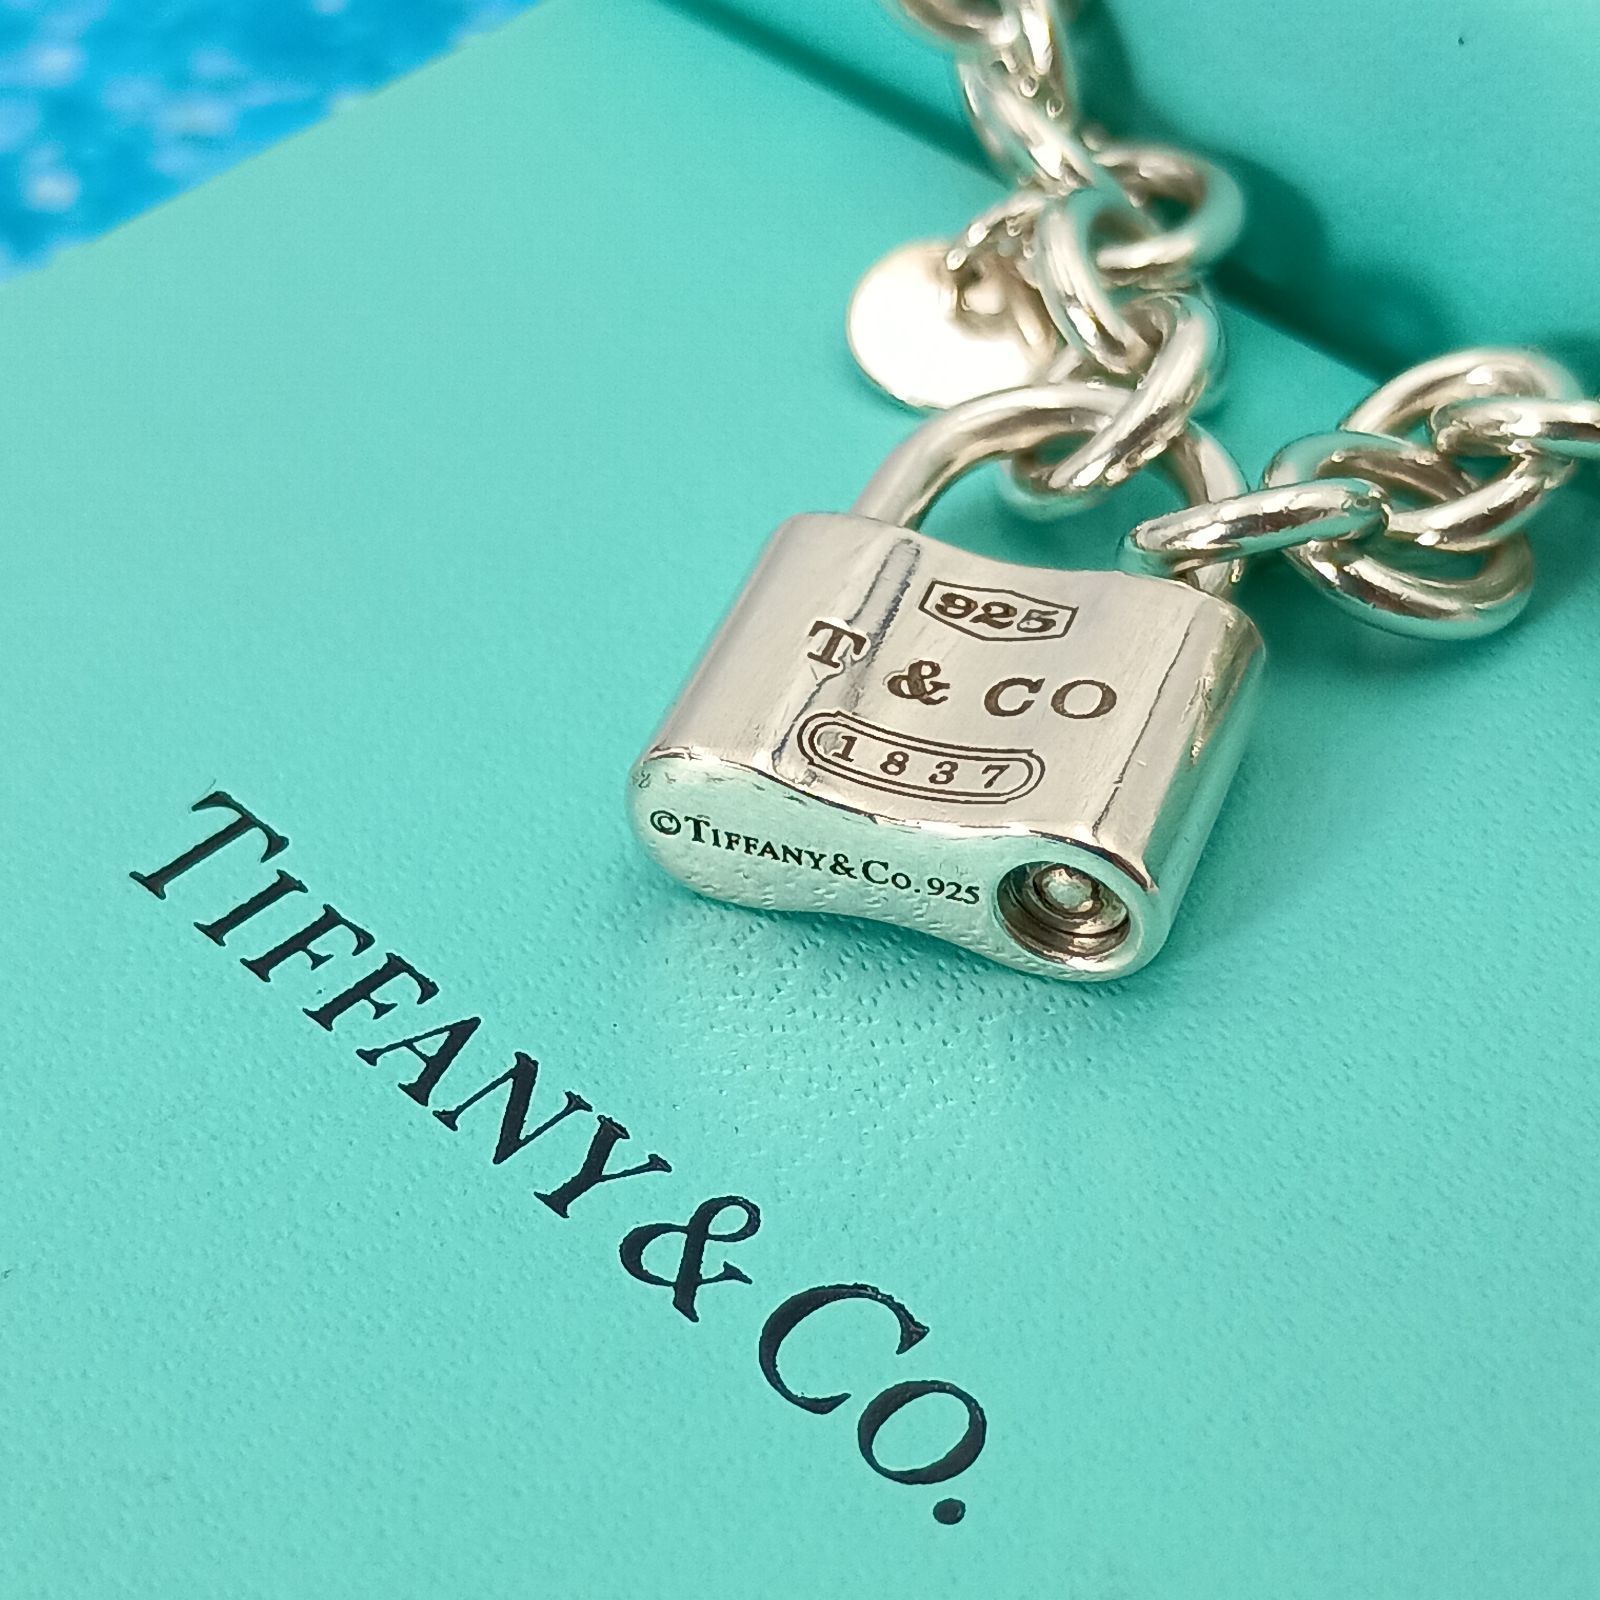 925
T & CO
1837
©TIFFANY&CO.925
TIFFANY & CO.